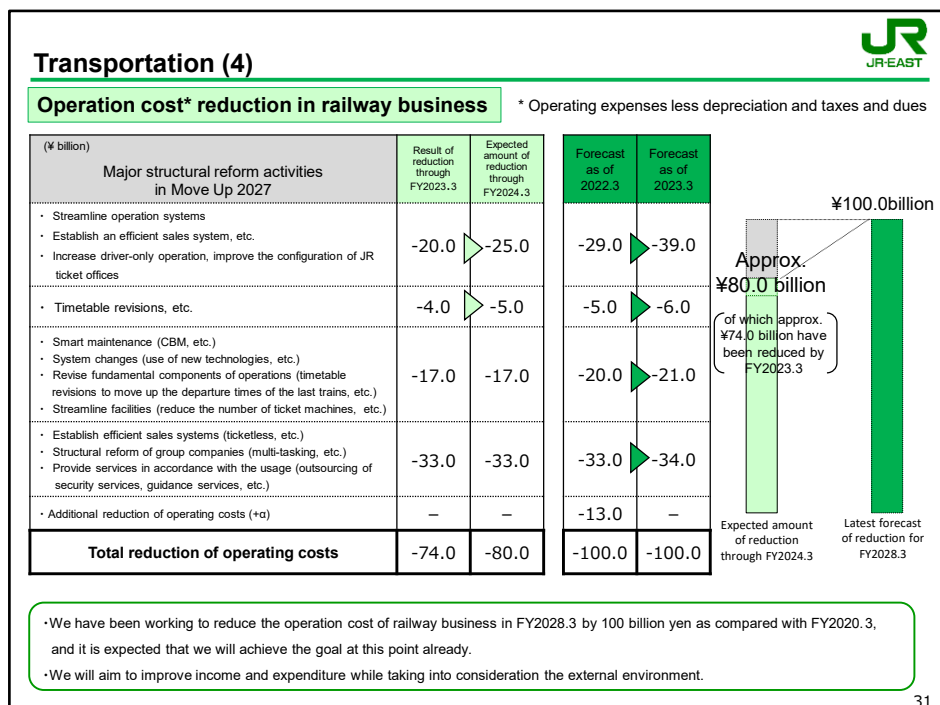 JR
JR-EAST
Transportation (4)
Operation cost* reduction in railway business
* Operating expenses less depreciation and taxes and dues
(¥ billion)
Major structural reform activities
in Move Up 2027
Result of
reduction
through
FY2023.3
Expected
amount of
reduction
through
FY2024.3
Forecast
as of
2022.3
Forecast
as of
2023.3
・ Streamline operation systems
・ Establish an efficient sales system, etc.
・ Increase driver-only operation, improve the configuration of JR
ticket offices
-20.0
-25.0
-29.0
-39.0
・ Timetable revisions, etc.
-4.0
-5.0
-5.0
-6.0
・ Smart maintenance (CBM, etc.)
・ System changes (use of new technologies, etc.)
・ Revise fundamental components of operations (timetable
revisions to move up the departure times of the last trains, etc.)
・ Streamline facilities (reduce the number of ticket machines, etc.)
-17.0
-17.0
-20.0
-21.0
・ Establish efficient sales systems (ticketless, etc.)
・ Structural reform of group companies (multi-tasking, etc.)
・ Provide services in accordance with the usage (outsourcing of
security services, guidance services, etc.)
-33.0
-33.0
-33.0
-34.0
・Additional reduction of operating costs (+α)
–
–
-13.0
–
Total reduction of operating costs
-74.0
-80.0
-100.0
-100.0
¥100.0billion
Approx.
¥80.0 billion
of which approx.
¥74.0 billion have
been reduced by
FY2023.3
Expected amount
of reduction
through FY2024.3
Latest forecast
of reduction for
FY2028.3
・We have been working to reduce the operation cost of railway business in FY2028.3 by 100 billion yen as compared with FY2020.3,
and it is expected that we will achieve the goal at this point already.
・We will aim to improve income and expenditure while taking into consideration the external environment.
31